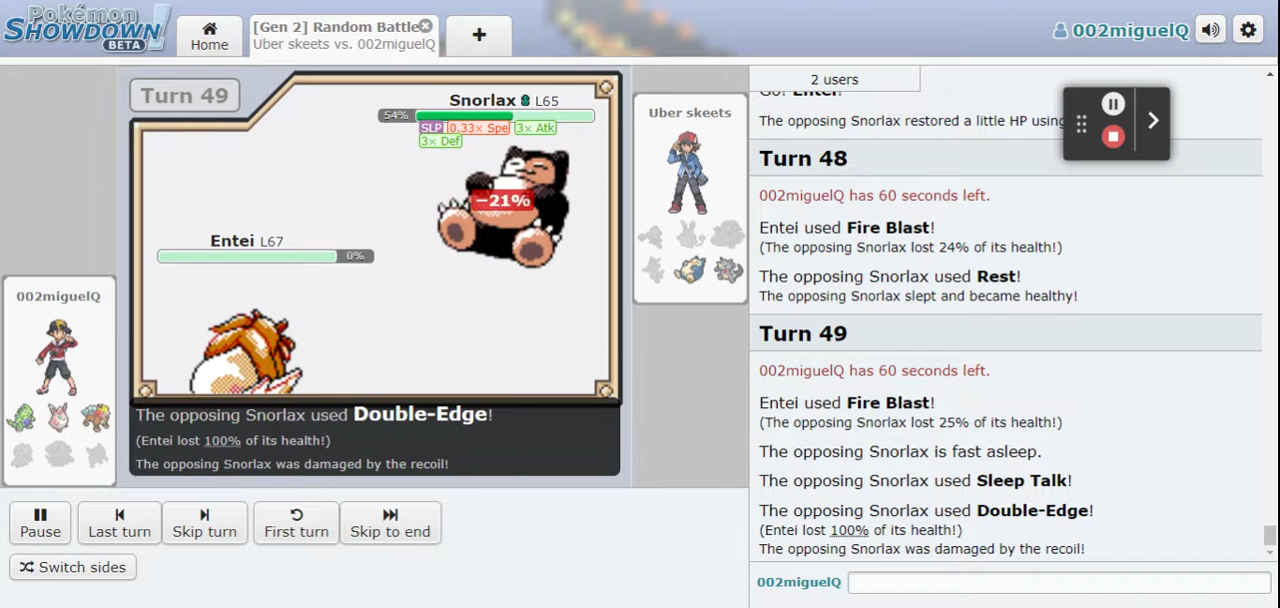 Pokémon
SHOWDOWN!
BETA
Home
[Gen 2] Random Battle
Uber skeets vs. 002miguelQ
+
002miguelQ
Turn 49
Snorlax L65
54%
SLP 0.33× Spe 3× Atk
3× Def
-21%
Entei L67
0%
Uber skeets
002miguelQ
The opposing Snorlax used Double-Edge!
(Entei lost 100% of its health!)
The opposing Snorlax was damaged by the recoil!
Pause
Last turn
Skip turn
First turn
Skip to end
Switch sides
2 users
Go! Entei!
The opposing Snorlax restored a little HP using
Turn 48
002miguelQ has 60 seconds left.
Entei used Fire Blast!
(The opposing Snorlax lost 24% of its health!)
The opposing Snorlax used Rest!
The opposing Snorlax slept and became healthy!
Turn 49
002miguelQ has 60 seconds left.
Entei used Fire Blast!
(The opposing Snorlax lost 25% of its health!)
The opposing Snorlax is fast asleep.
The opposing Snorlax used Sleep Talk!
The opposing Snorlax used Double-Edge!
(Entei lost 100% of its health!)
The opposing Snorlax was damaged by the recoil!
002miguelQ